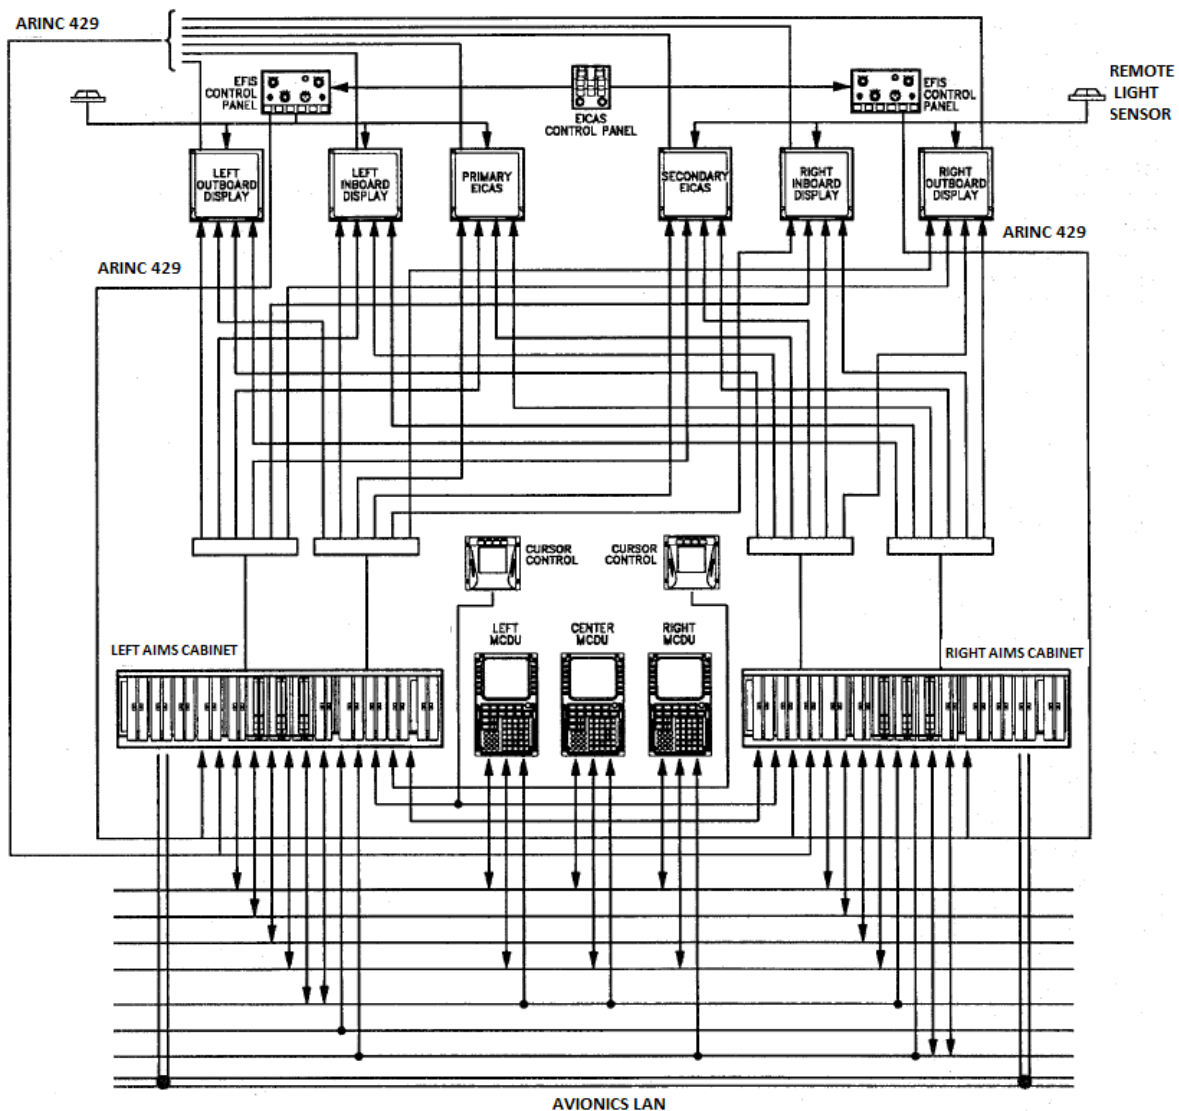 ARINC 429
EFIS
CONTROL
PANEL
EICAS
CONTROL PANEL
EFIS
CONTROL
PANEL
REMOTE
LIGHT
SENSOR
LEFT
OUTBOARD
DISPLAY
LEFT
INBOARD
DISPLAY
PRIMARY
EICAS
SECONDARY
EICAS
RIGHT
INBOARD
DISPLAY
RIGHT
OUTBOARD
DISPLAY
ARINC 429
ARINC 429
CURSOR
CONTROL
CURSOR
CONTROL
LEFT
MCDU
CENTER
MCDU
RIGHT
MCDU
LEFT AIMS CABINET
RIGHT AIMS CABINET
AVIONICS LAN